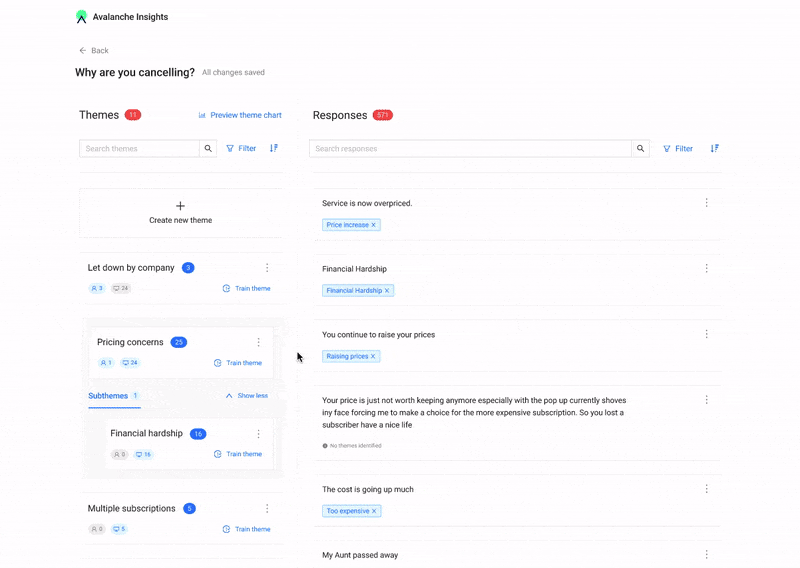 Avalanche Insights
Back
Why are you cancelling? All changes saved
Themes 11 Preview theme chart
Search themes Filter
Create new theme
Let down by company 3
3 24 Train theme
Pricing concerns 25
1 24 Train theme
Subthemes 1 Show less
Financial hardship 16
0 16 Train theme
Multiple subscriptions 5
0 5 Train theme
Responses 571
Search responses Filter
Service is now overpriced.
Price increase ×
Financial Hardship
Financial Hardship ×
You continue to raise your prices
Raising prices ×
Your price is just not worth keeping anymore especially with the pop up currently shoves
iny face forcing me to make a choice for the more expensive subscription. So you lost a
subscriber have a nice life
No themes identified
The cost is going up much
Too expensive ×
My Aunt passed away